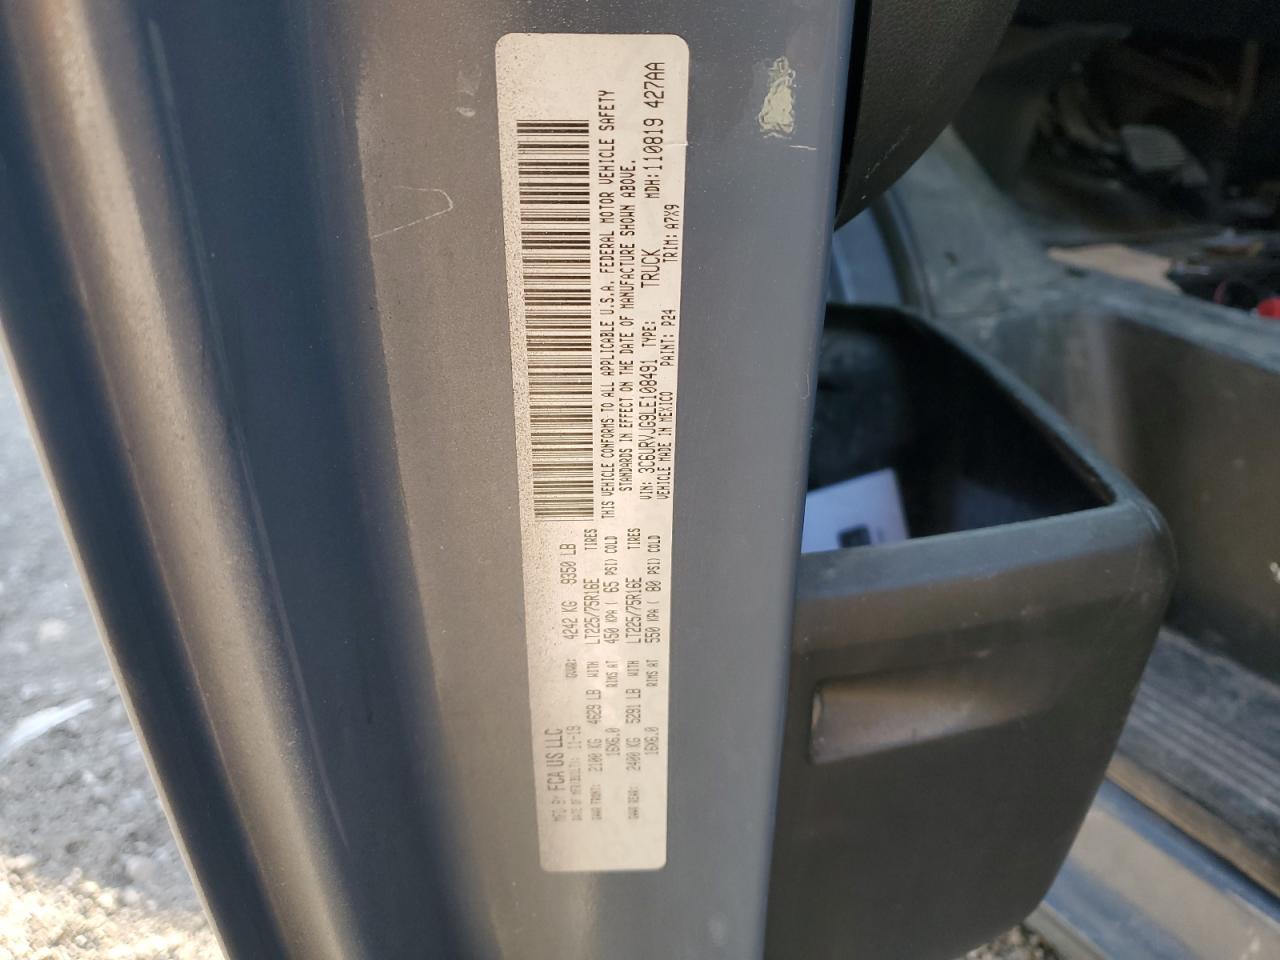 MFG BY FCA US LLC
DATE OF MFR(BUILT): 11-19 GVWR: 4242 KG 9350 LB
GAWR FRONT: 2100 KG 4629 LB WITH LT225/75R16E TIRES
16X6.0 RIMS AT 450 KPA ( 65 PSI) COLD
GAWR REAR: 2400 KG 5291 LB WITH LT225/75R16E TIRES
16X6.0 RIMS AT 550 KPA ( 80 PSI) COLD
THIS VEHICLE CONFORMS TO ALL APPLICABLE U.S.A. FEDERAL MOTOR VEHICLE SAFETY
STANDARDS IN EFFECT ON THE DATE OF MANUFACTURE SHOWN ABOVE.
VIN: 3C6URVJG9LE108491 TYPE: TRUCK MDH: 110819 427AA
VEHICLE MADE IN MEXICO PAINT: P24 TRIM: A7X9